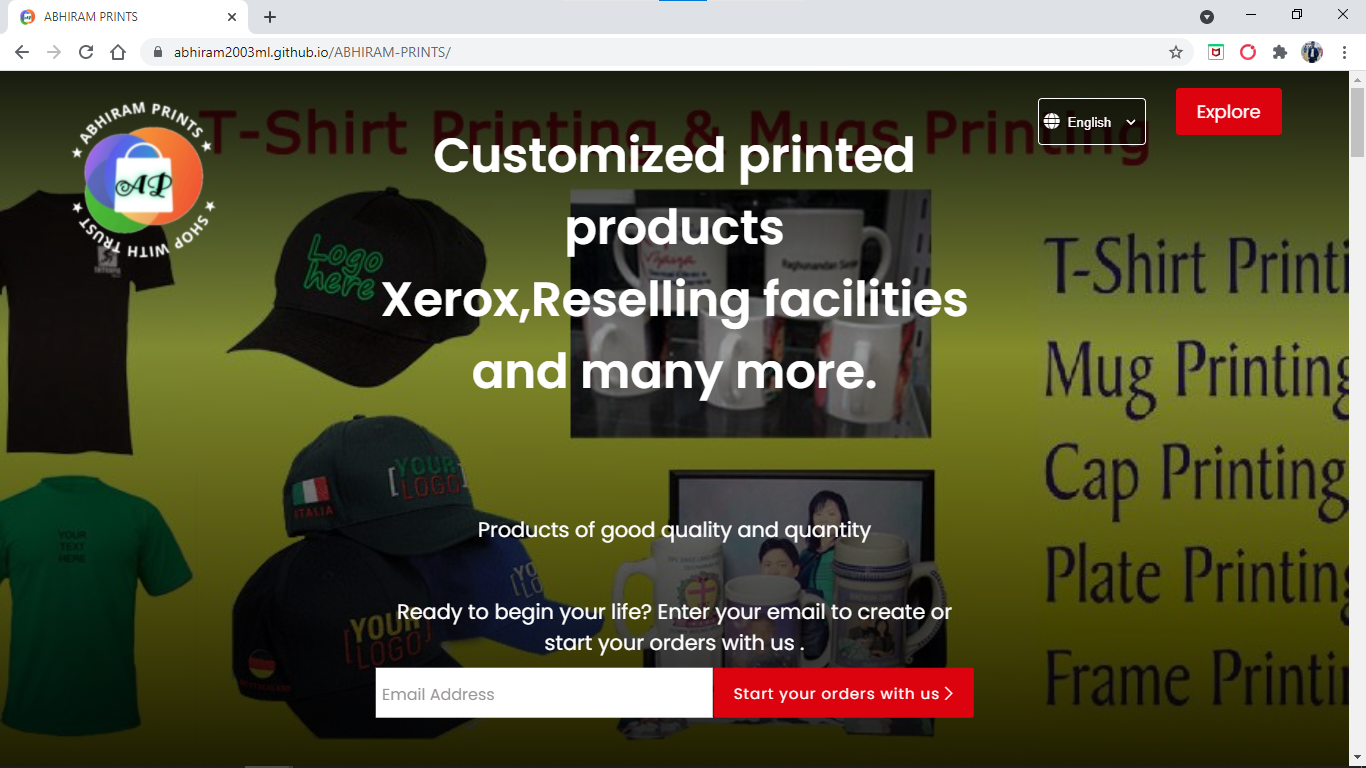 ABHIRAM PRINTS
abhiram2003ml.github.io/ABHIRAM-PRINTS/
ABHIRAM PRINTS
AP
SHOP WITH TRUST
T-Shirt Printing & Mugs Printing
English
Explore
Customized printed
products
Xerox,Reselling facilities
and many more.
Logo
here
Raghunandan
T-Shirt Printi
Mug Printing
Cap Printing
Plate Printing
Frame Printin
YOUR
LOGO
ITALIA
YOUR
TEXT
HERE
YOUR
LOGO
Products of good quality and quantity
Ready to begin your life? Enter your email to create or
start your orders with us .
Email Address
Start your orders with us